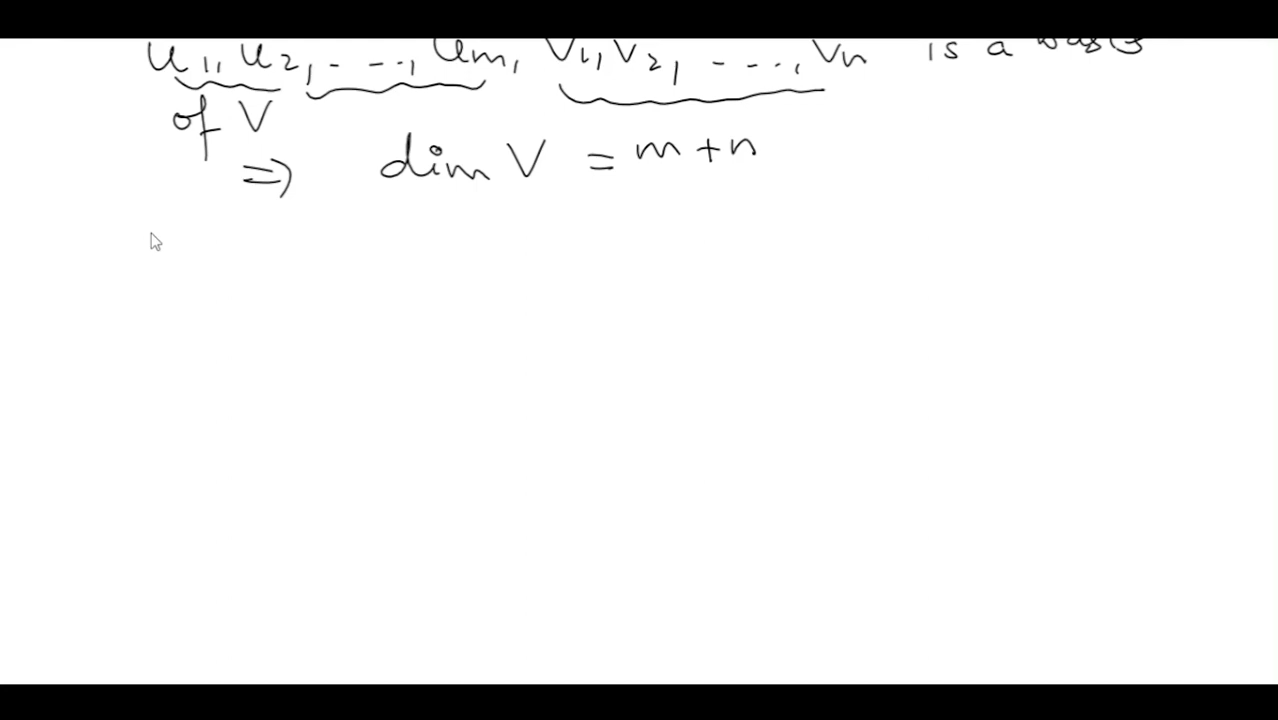 u1, u2, - - .., um, v1, v2, - - .., vn is a basis
of V
⇒ dim V = m + n